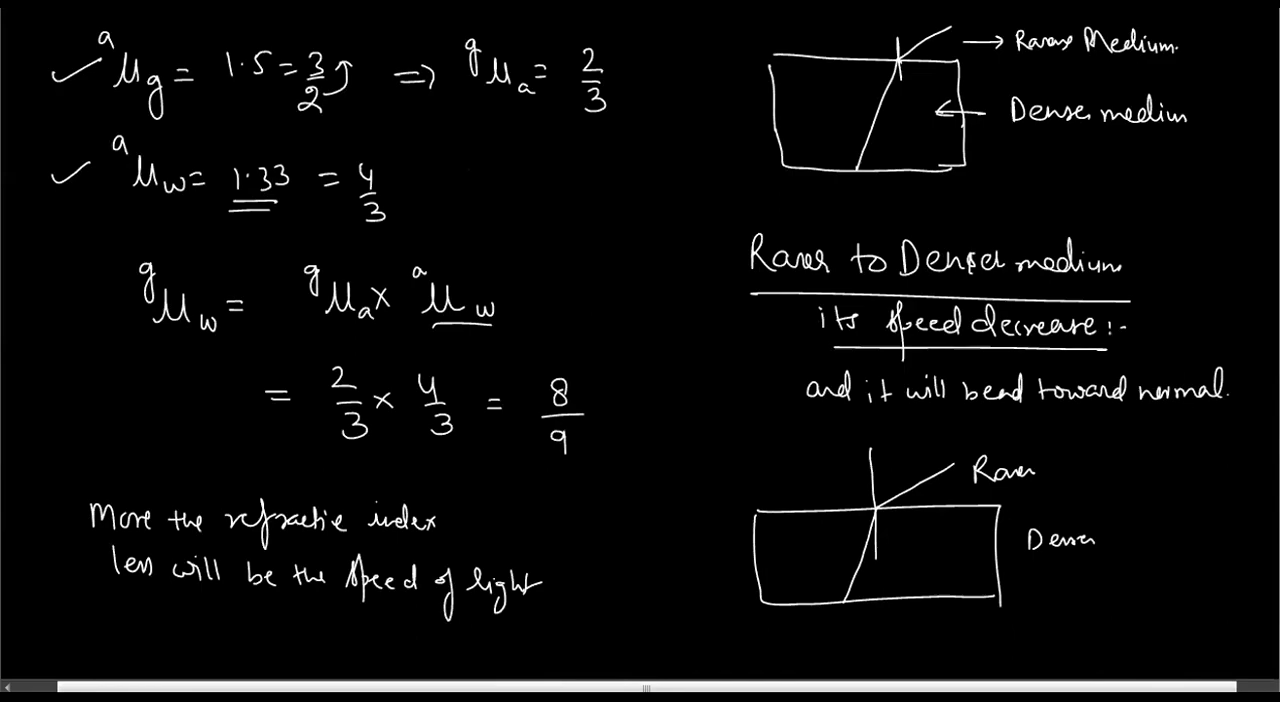 ᵃμg = 1.5 = 3/2 => ᵍμa = 2/3
ᵃμw = 1.33 = 4/3
ᵍμw = ᵍμa × ᵃμw
= 2/3 × 4/3 = 8/9
More the refractie index
less will be the speed of light
→ Rarer Medium.
Denser medium
Rarer to Denser medium
its speed decrease :-
and it will bend toward normal.
Rarer
Denser